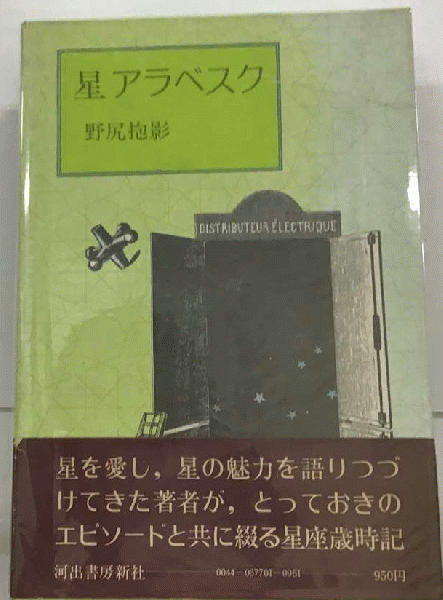 星 アラベスク
野尻抱影
DISTRIBUTEUR ÉLECTRIQUE
星を愛し，星の魅力を語りつづ
けてきた著者が，とっておきの
エピソードと共に綴る星座歳時記
河出書房新社 0044-057701-0961 950円